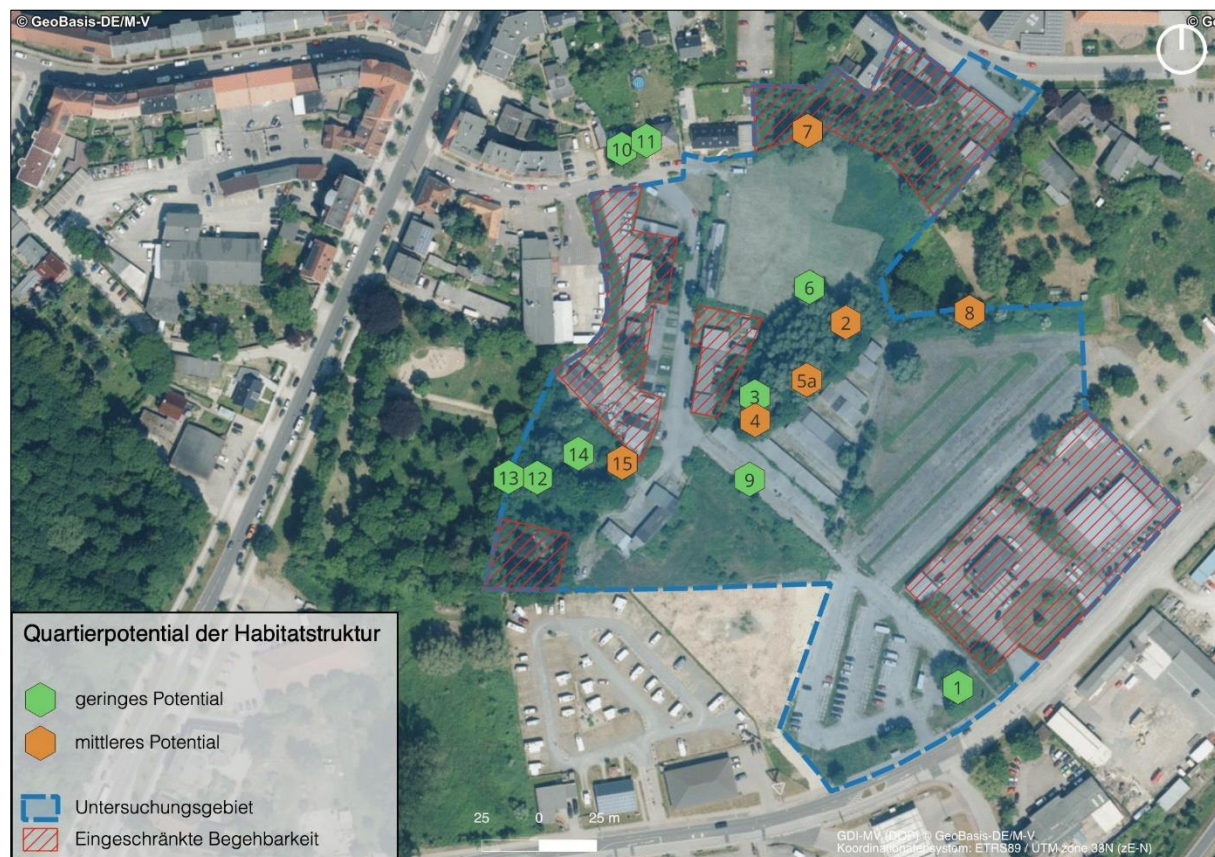 © GeoBasis-DE/M-V
© Ge
7
11
10
6
8
2
5a
3
4
14
15
13
12
9
1
Quartierpotential der Habitatstruktur
geringes Potential
mittleres Potential
Untersuchungsgebiet
Eingeschränkte Begehbarkeit
25 0 25 m
GDI-MV (DOP) © GeoBasis-DE/M-V
Koordinatensystem: ETRS89 / UTM zone 33N (zE-N)